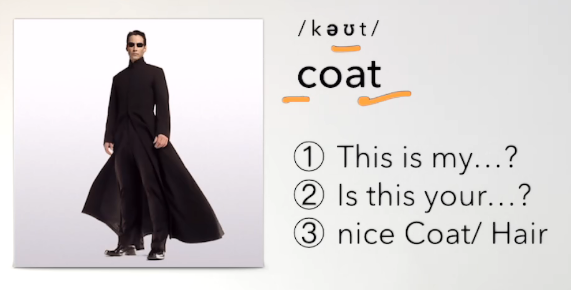 /kəʊt/
coat
① This is my...?
② Is this your...?
③ nice Coat/ Hair